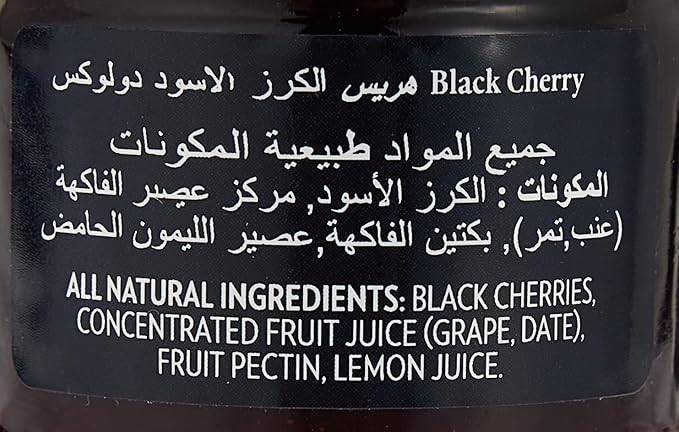 هريس الكرز الاسود دولوكس Black Cherry
جميع المواد طبيعية المكونات
المكونات : الكرز الأسود, مركز عصير الفاكهة
(عنب,تمر), بكتين الفاكهة,عصير الليمون الحامض
ALL NATURAL INGREDIENTS: BLACK CHERRIES,
CONCENTRATED FRUIT JUICE (GRAPE, DATE),
FRUIT PECTIN, LEMON JUICE.